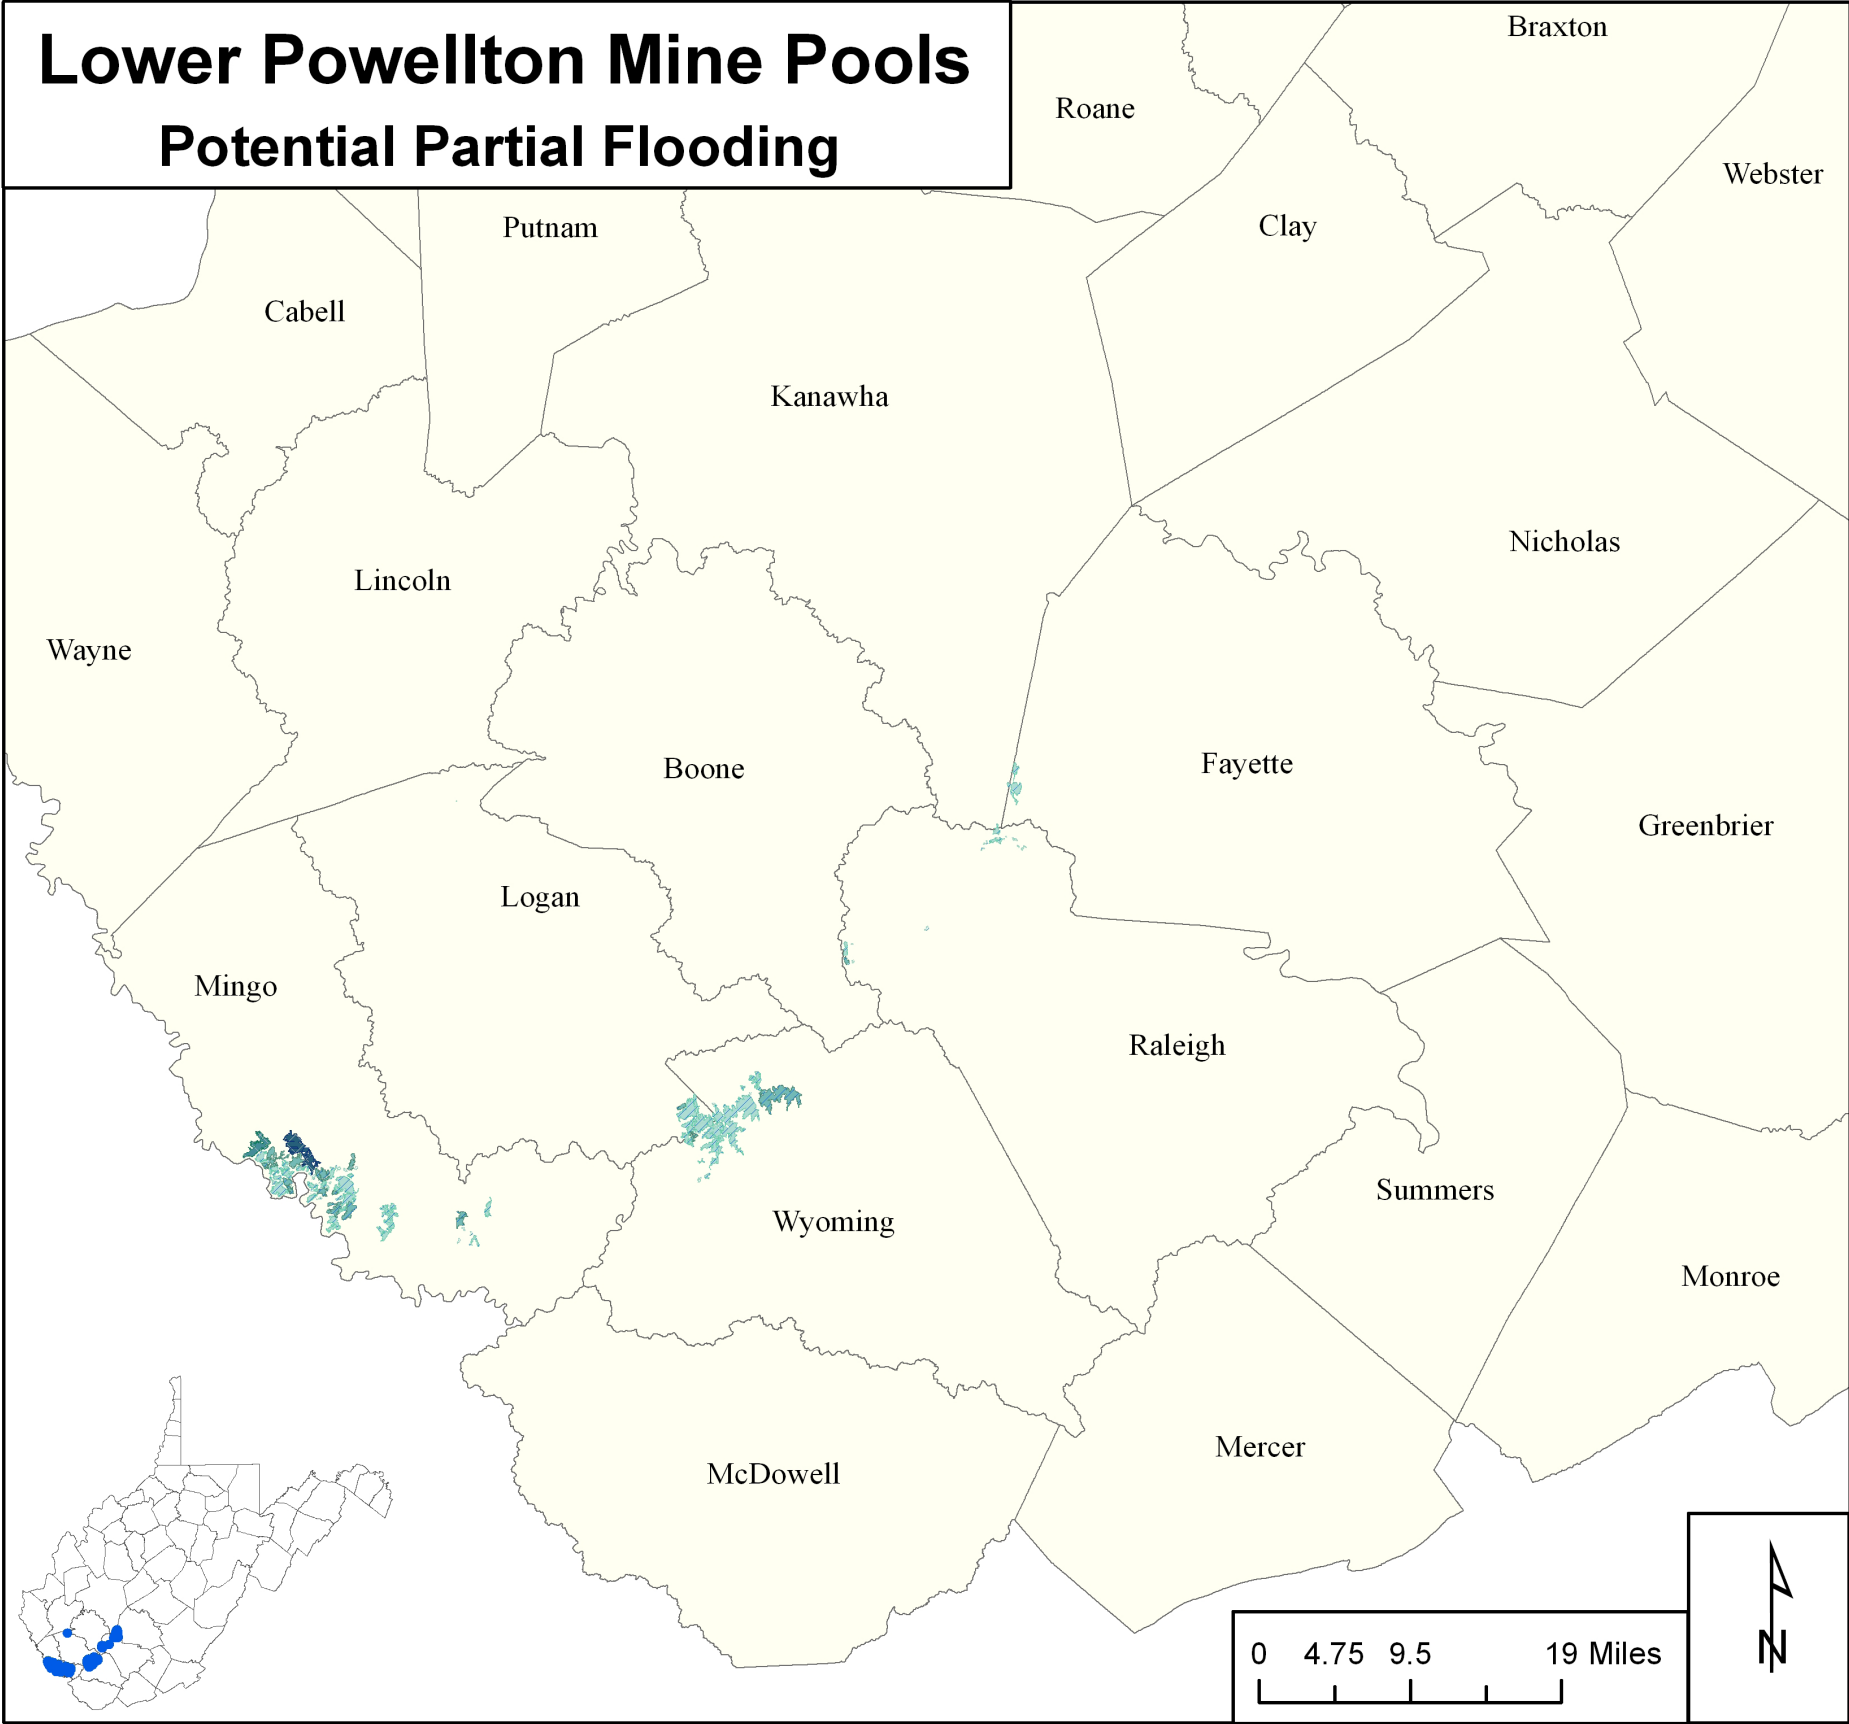 Lower Powellton Mine Pools
Potential Partial Flooding
Braxton
Roane
Webster
Clay
Putnam
Cabell
Kanawha
Nicholas
Lincoln
Wayne
Boone
Fayette
Greenbrier
Logan
Mingo
Raleigh
Summers
Wyoming
Monroe
Mercer
McDowell
0 4.75 9.5 19 Miles
N